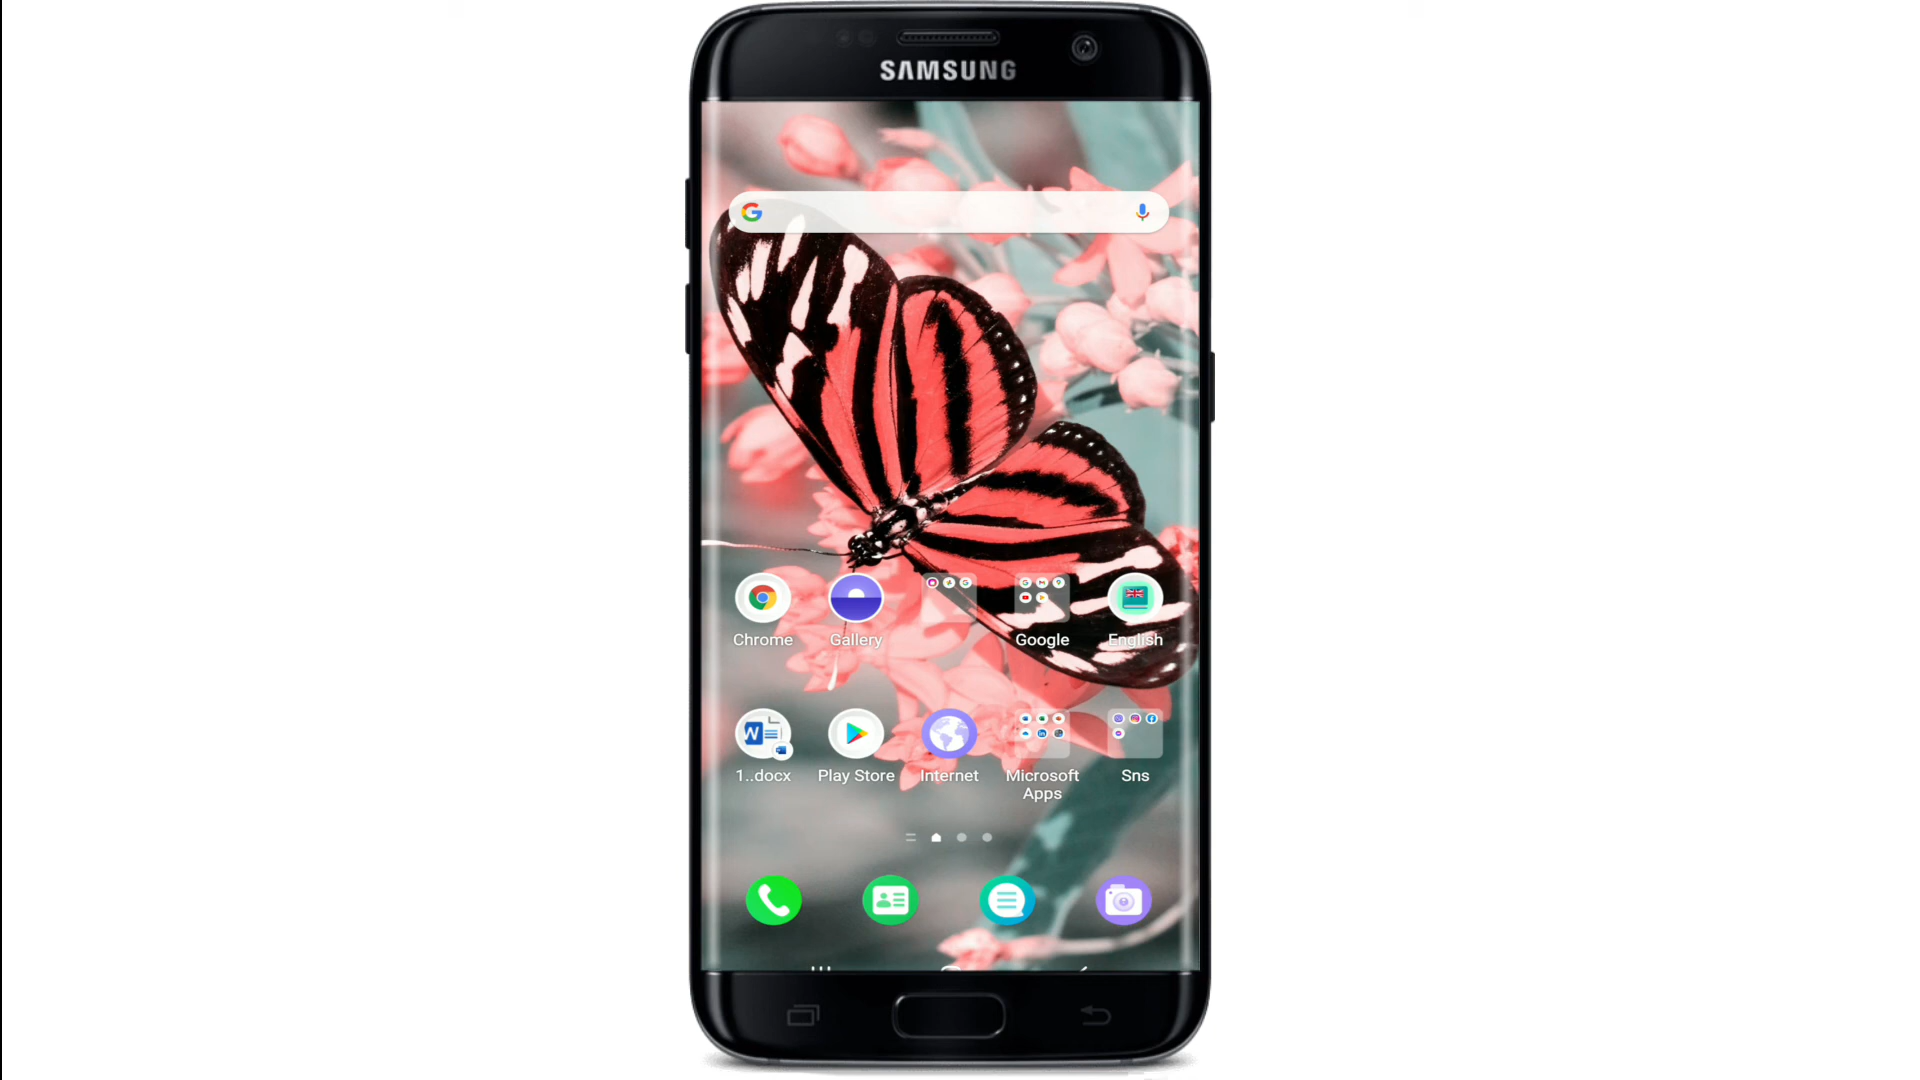 SAMSUNG
Chrome
Gallery
Google
English
1..docx
Play Store
Internet
Microsoft
Apps
Sns